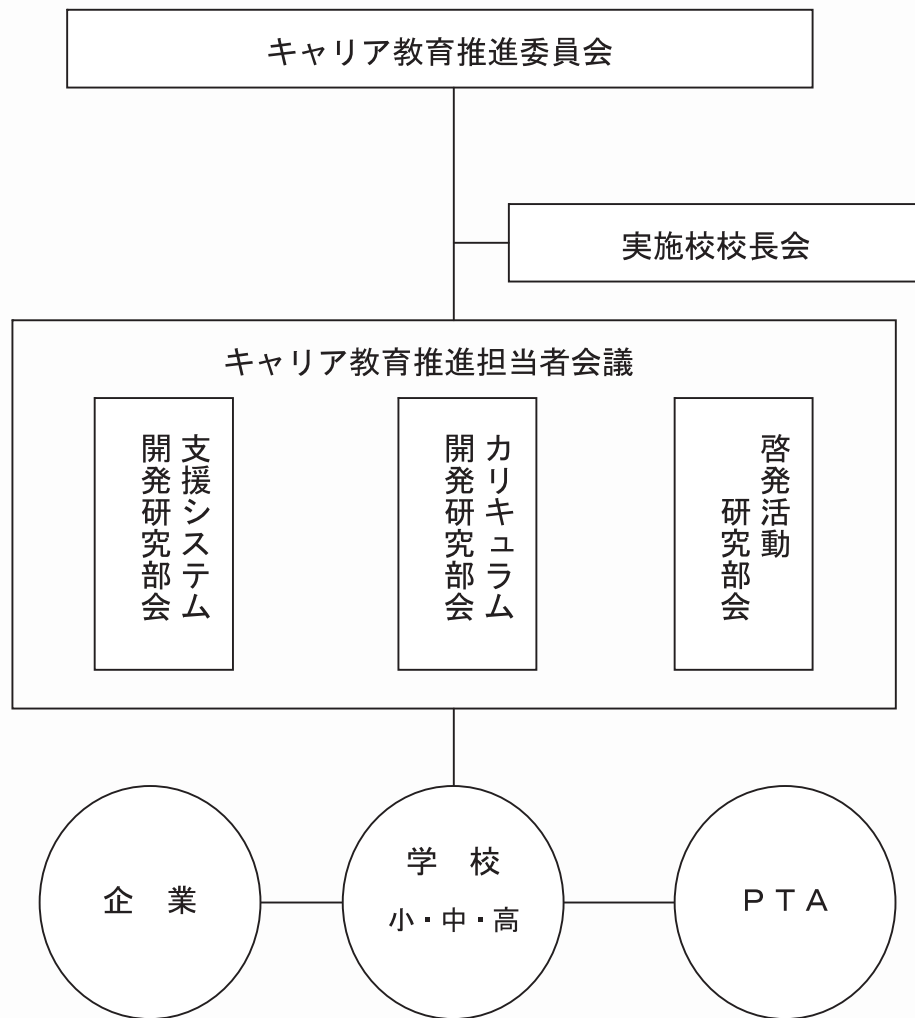 キャリア教育推進委員会
実施校校長会
キャリア教育推進担当者会議
支援システム
開発研究部会
カリキュラム
開発研究部会
啓発活動
研究部会
企　業
学　校
小・中・高
ＰＴＡ